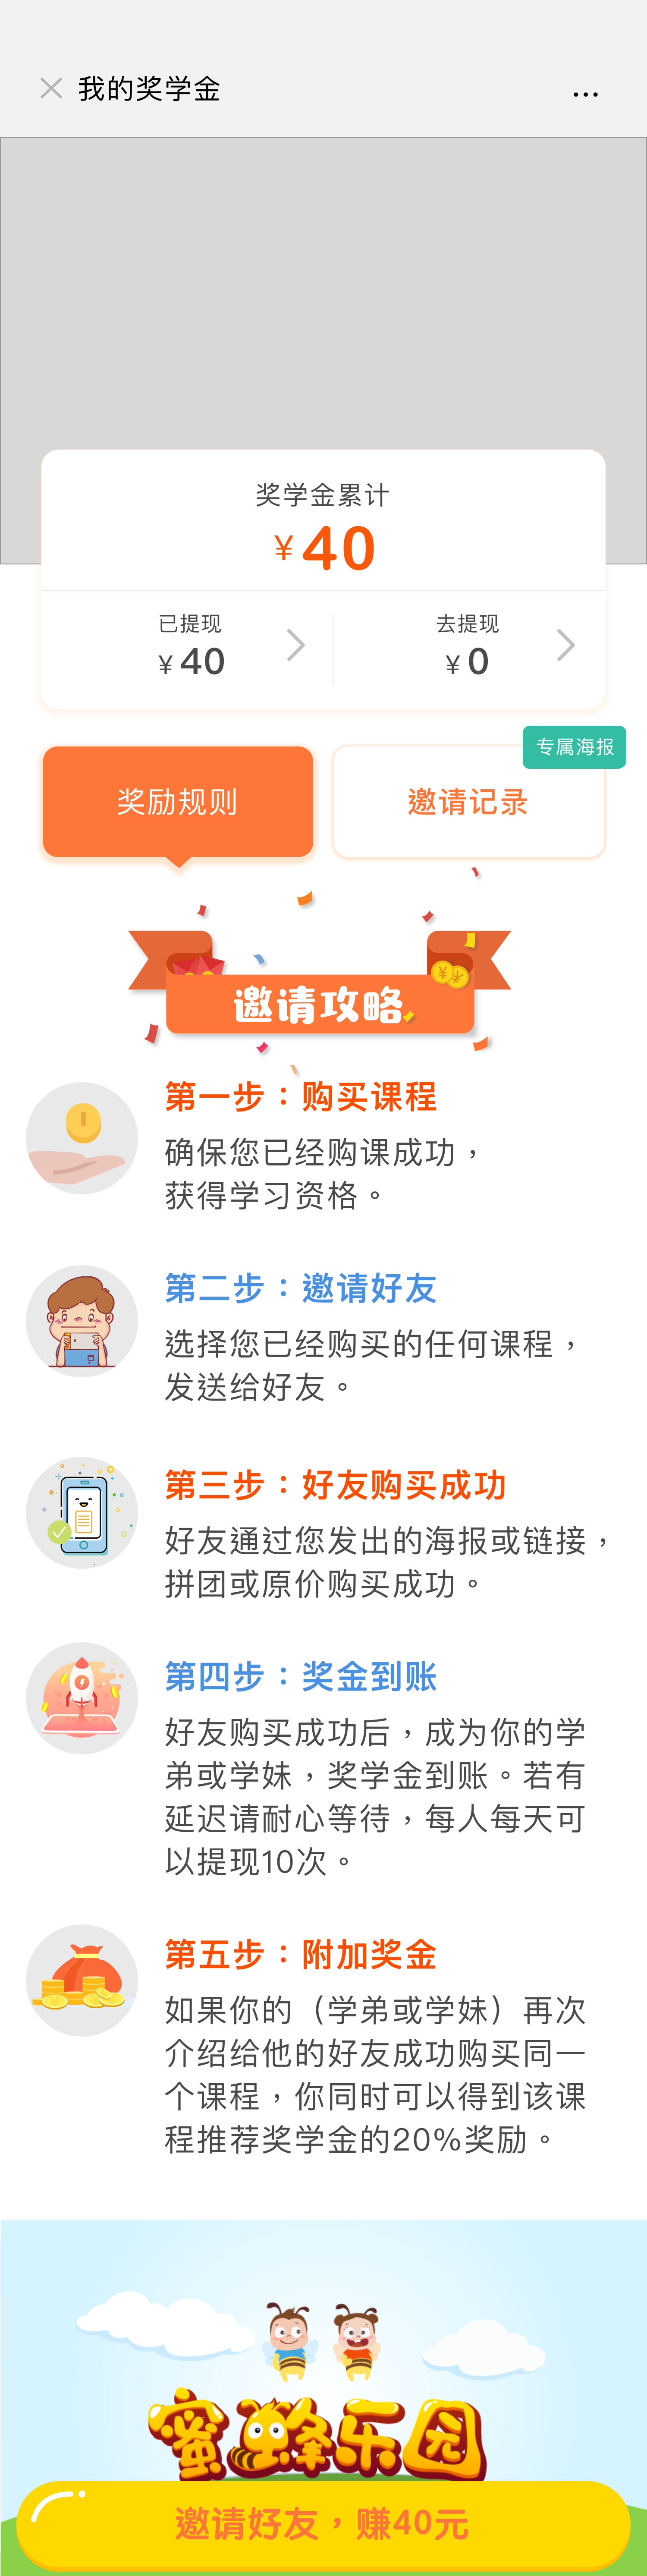 我的奖学金
...
奖学金累计
¥40
已提现
¥40
去提现
¥0
专属海报
奖励规则
邀请记录
邀请攻略
第一步：购买课程
确保您已经购课成功，
获得学习资格。
第二步：邀请好友
选择您已经购买的任何课程，
发送给好友。
第三步：好友购买成功
好友通过您发出的海报或链接，
拼团或原价购买成功。
第四步：奖金到账
好友购买成功后，成为你的学
弟或学妹，奖学金到账。若有
延迟请耐心等待，每人每天可
以提现10次。
第五步：附加奖金
如果你的（学弟或学妹）再次
介绍给他的好友成功购买同一
个课程，你同时可以得到该课
程推荐奖学金的20%奖励。
蜜蜂乐园
邀请好友，赚40元